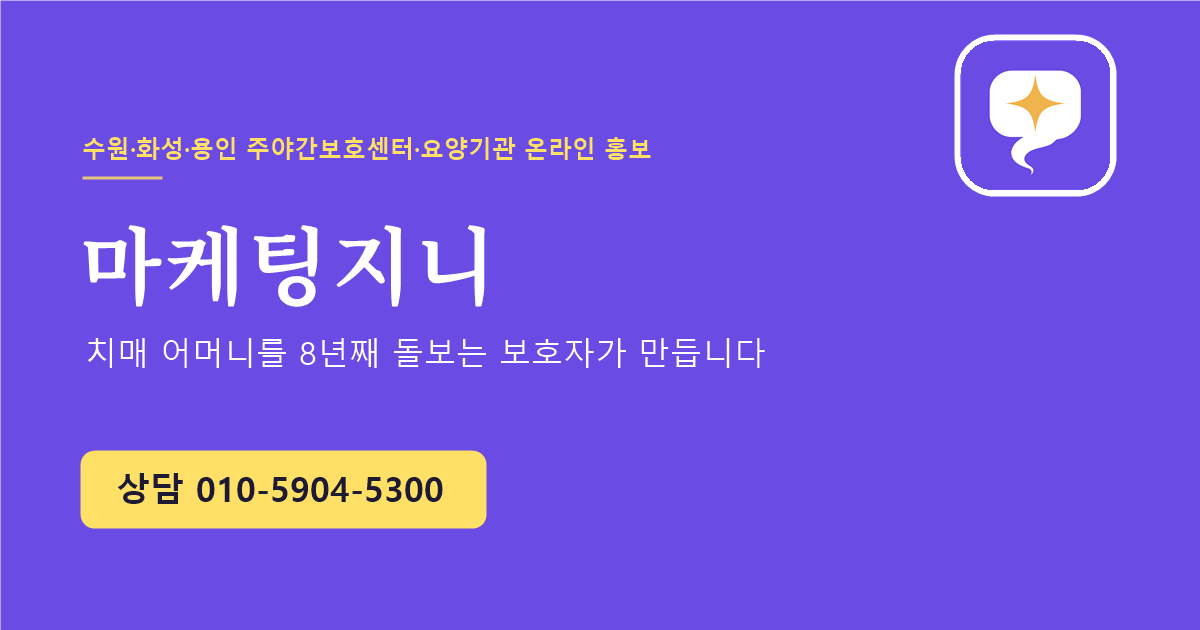 수원·화성·용인 주야간보호센터·요양기관 온라인 홍보
마케팅지니
치매 어머니를 8년째 돌보는 보호자가 만듭니다
상담 010-5904-5300